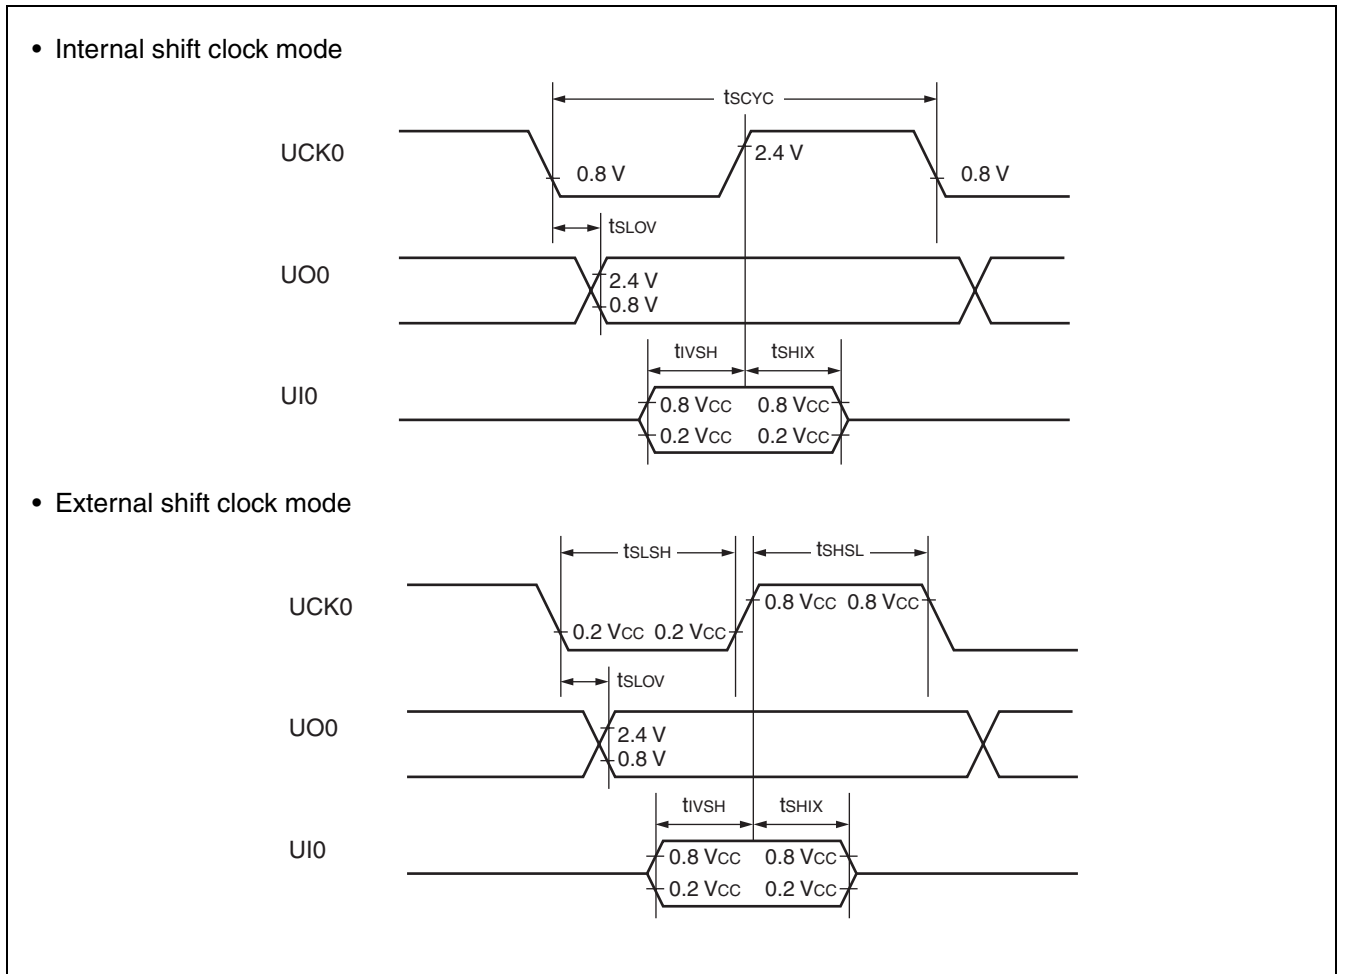 • Internal shift clock mode
tSCYC
UCK0
0.8 V
2.4 V
0.8 V
tSLOV
UO0
2.4 V
0.8 V
tIVSH tSHIX
UI0
0.8 VCC 0.8 VCC
0.2 VCC 0.2 VCC
• External shift clock mode
tSLSH tSHSL
UCK0
0.8 VCC 0.8 VCC
0.2 VCC 0.2 VCC
tSLOV
UO0
2.4 V
0.8 V
tIVSH tSHIX
UI0
0.8 VCC 0.8 VCC
0.2 VCC 0.2 VCC